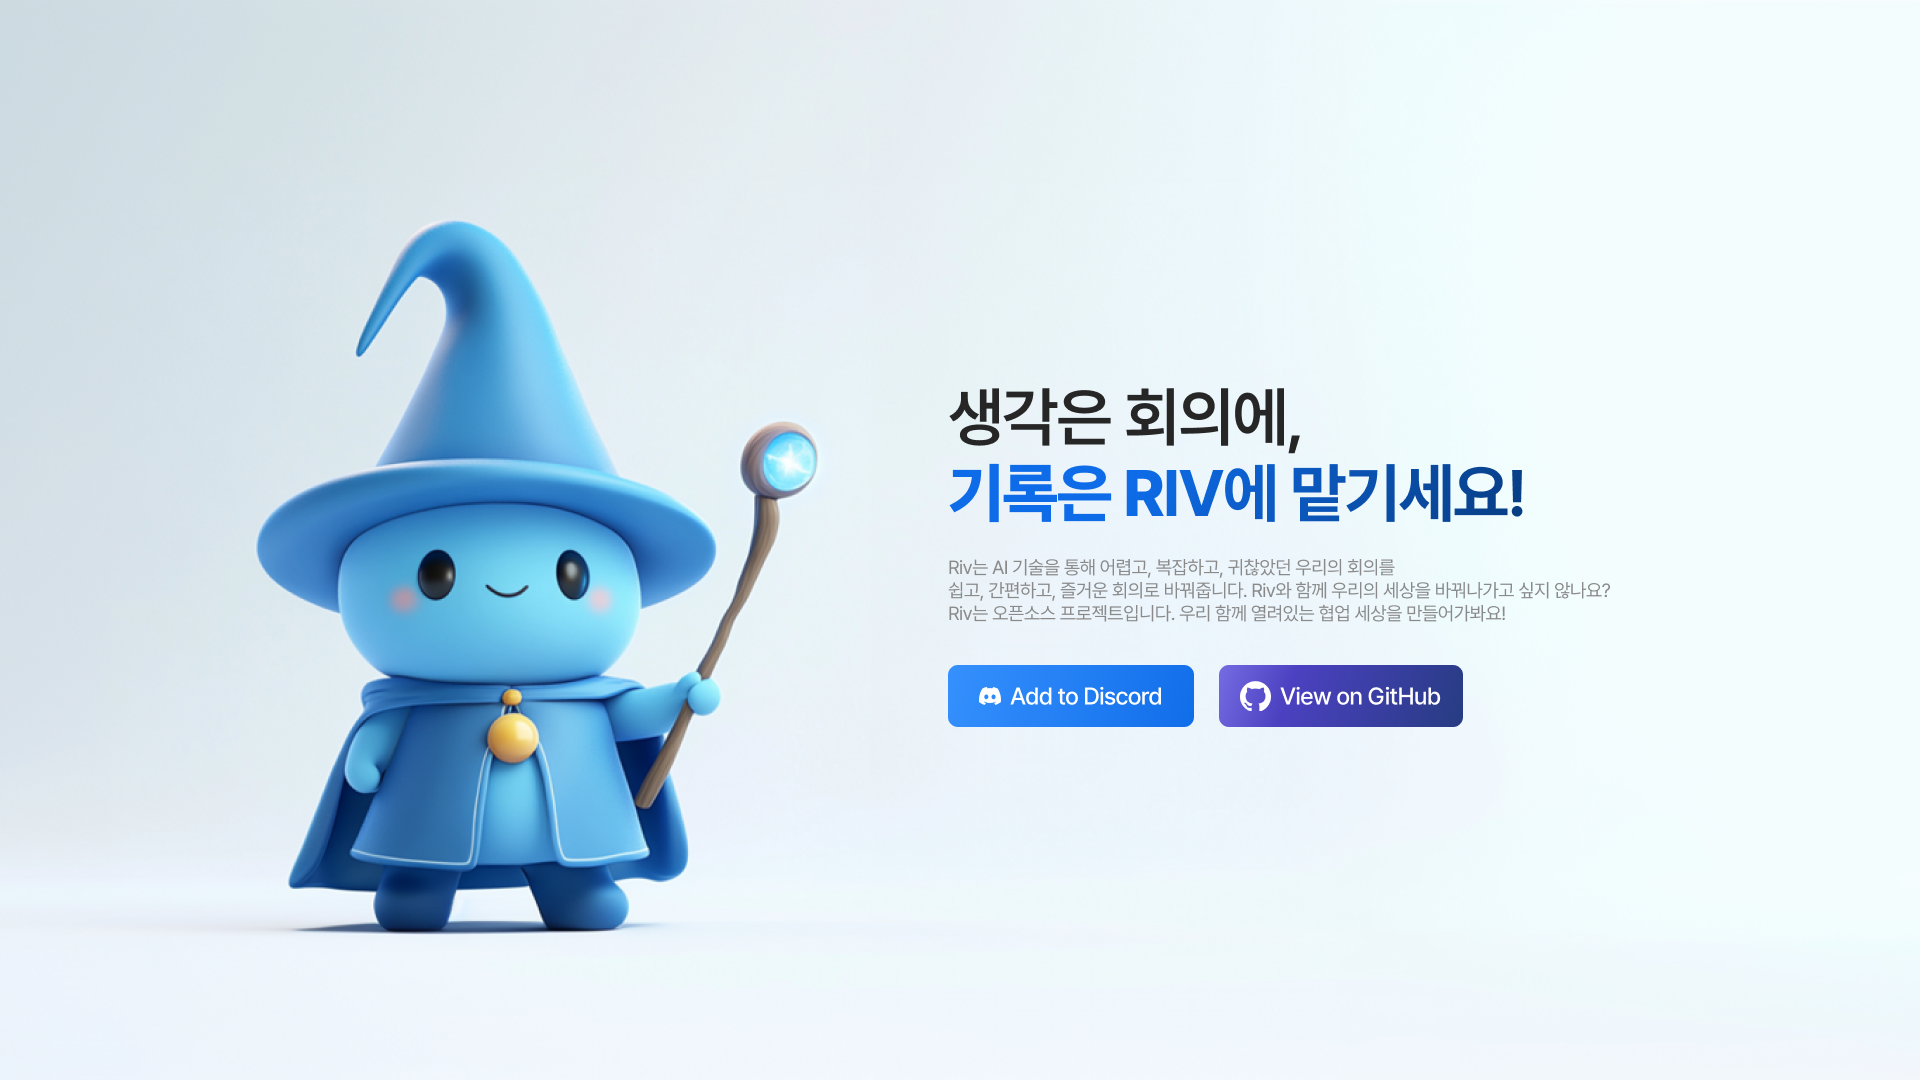 생각은 회의에,
기록은 RIV에 맡기세요!
Riv는 AI 기술을 통해 어렵고, 복잡하고, 귀찮았던 우리의 회의를
쉽고, 간편하고, 즐거운 회의로 바꿔줍니다. Riv와 함께 우리의 세상을 바꿔나가고 싶지 않나요?
Riv는 오픈소스 프로젝트입니다. 우리 함께 열려있는 협업 세상을 만들어가봐요!
Add to Discord
View on GitHub